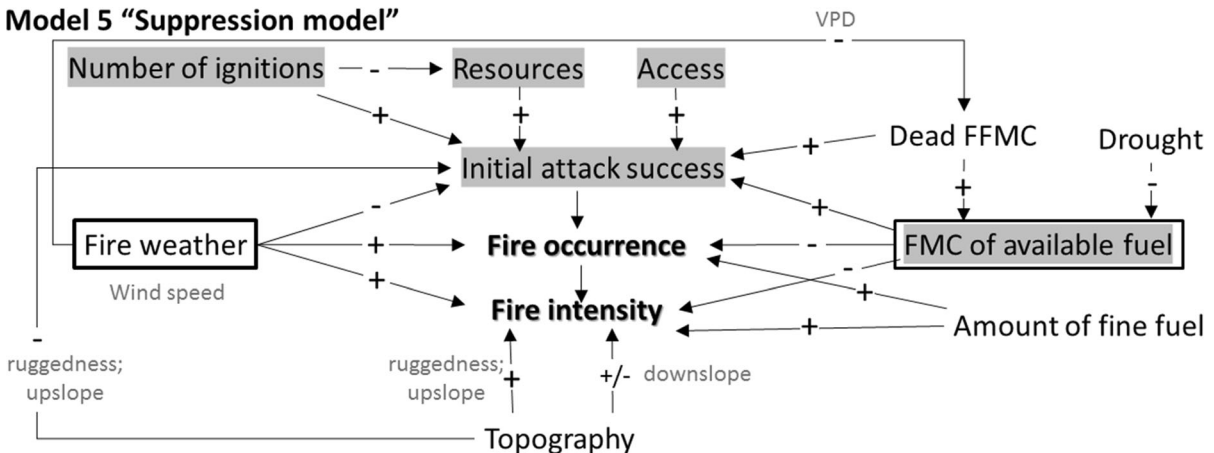 Model 5 “Suppression model”
VPD
-
Number of ignitions
-
Resources
Access
+
+
+
Dead FFMC
Drought
+
Initial attack success
+
-
-
+
Fire weather
+
Fire occurrence
-
FMC of available fuel
-
Wind speed
+
+
Fire intensity
+
Amount of fine fuel
-
ruggedness;
upslope
ruggedness;
upslope
+
+/-
downslope
Topography